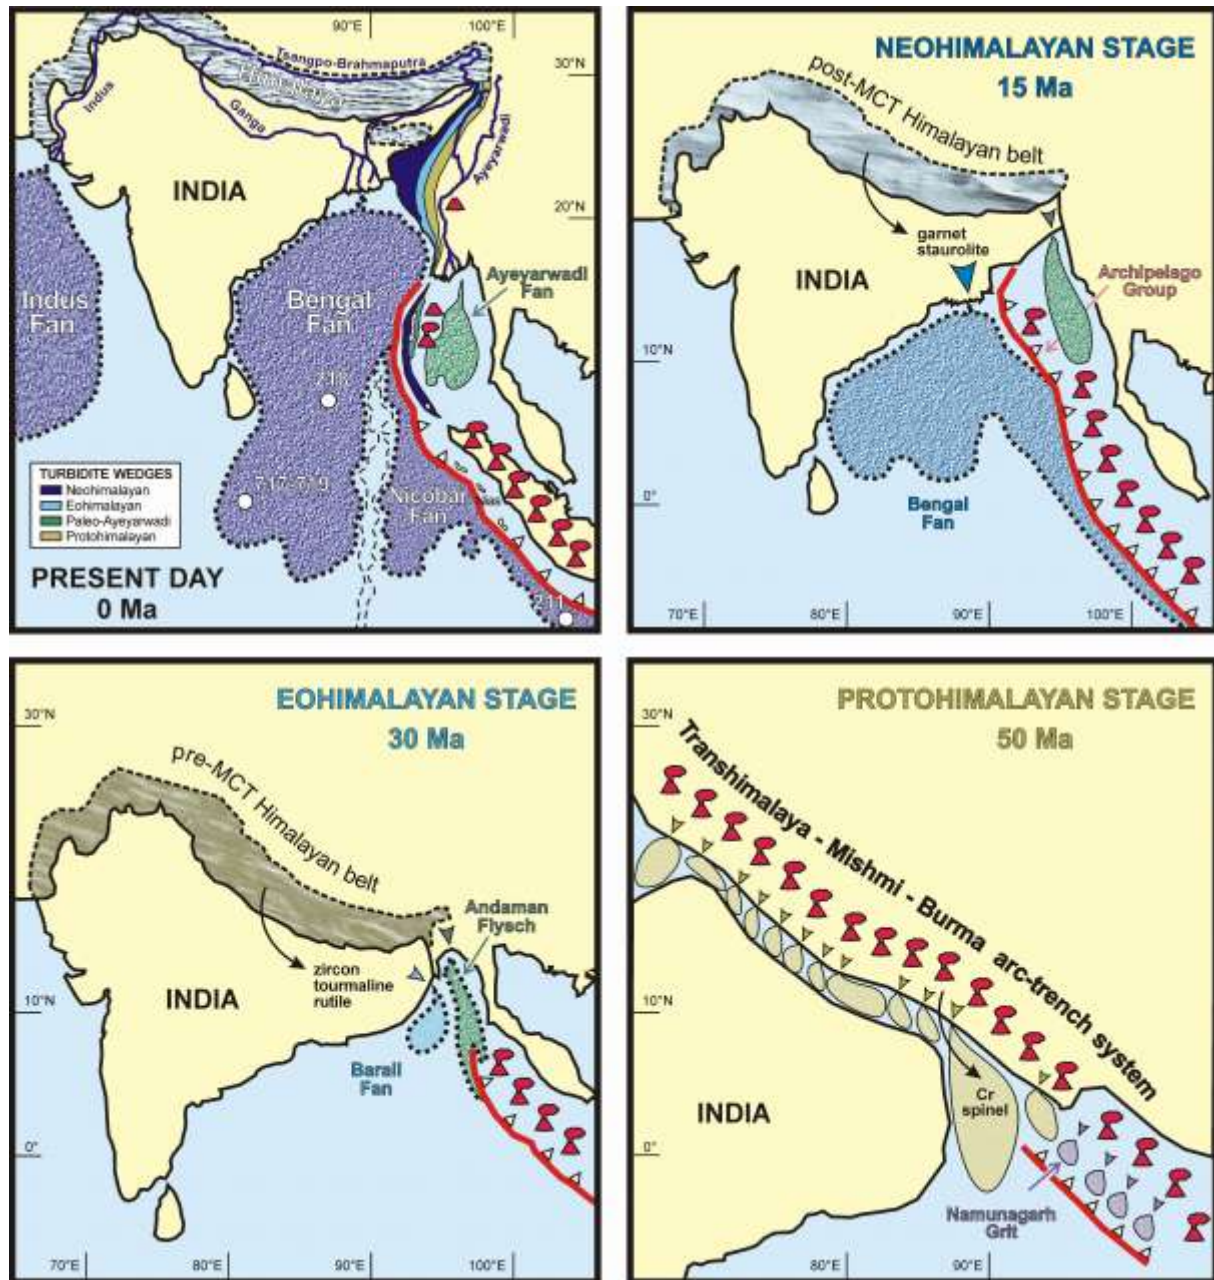 90°E
100°E
30°N
Tsangpo-Brahmaputra
Indus
Ganga
Ayeyarwadi
INDIA
20°N
Indus
Fan
Bengal
Fan
Ayeyarwadi
Fan
218
717-719
Nicobar
Fan
211
TURBIDITE WEDGES
Neohimalayan
Eohimalayan
Paleo-Ayeyarwadi
Protohimalayan
PRESENT DAY
0 Ma
NEOHIMALAYAN STAGE
15 Ma
post-MCT Himalayan belt
garnet
staurolite
INDIA
Archipelago
Group
10°N
0°
Bengal
Fan
70°E
80°E
90°E
100°E
EOHIMALAYAN STAGE
30 Ma
30°N
pre-MCT Himalayan belt
Andaman
Flysch
zircon
tourmaline
rutile
INDIA
10°N
Barail
Fan
0°
70°E
80°E
90°E
100°E
PROTOHIMALAYAN STAGE
50 Ma
30°N
Transhimalaya - Mishmi - Burma arc-trench system
10°N
Cr
spinel
INDIA
0°
Namunagarh
Grit
80°E
90°E